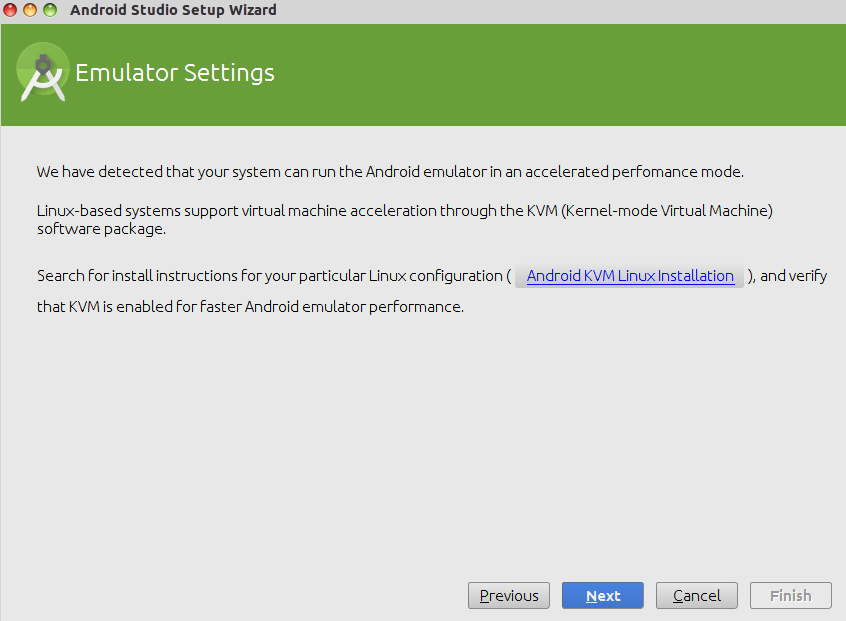 Android Studio Setup Wizard
Emulator Settings
We have detected that your system can run the Android emulator in an accelerated perfomance mode.
Linux-based systems support virtual machine acceleration through the KVM (Kernel-mode Virtual Machine)
software package.
Search for install instructions for your particular Linux configuration ( Android KVM Linux Installation ), and verify
that KVM is enabled for faster Android emulator performance.
Previous Next Cancel Finish